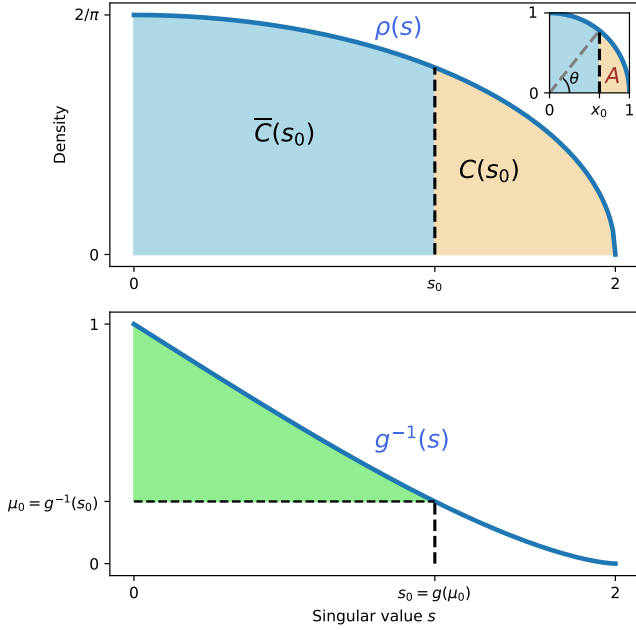 2/π
ρ(s)
1
θ
A
0
0
x₀
1
Density
C̅(s₀)
C(s₀)
0
0
s₀
2
1
g⁻¹(s)
μ₀ = g⁻¹(s₀)
0
0
s₀ = g(μ₀)
2
Singular value s